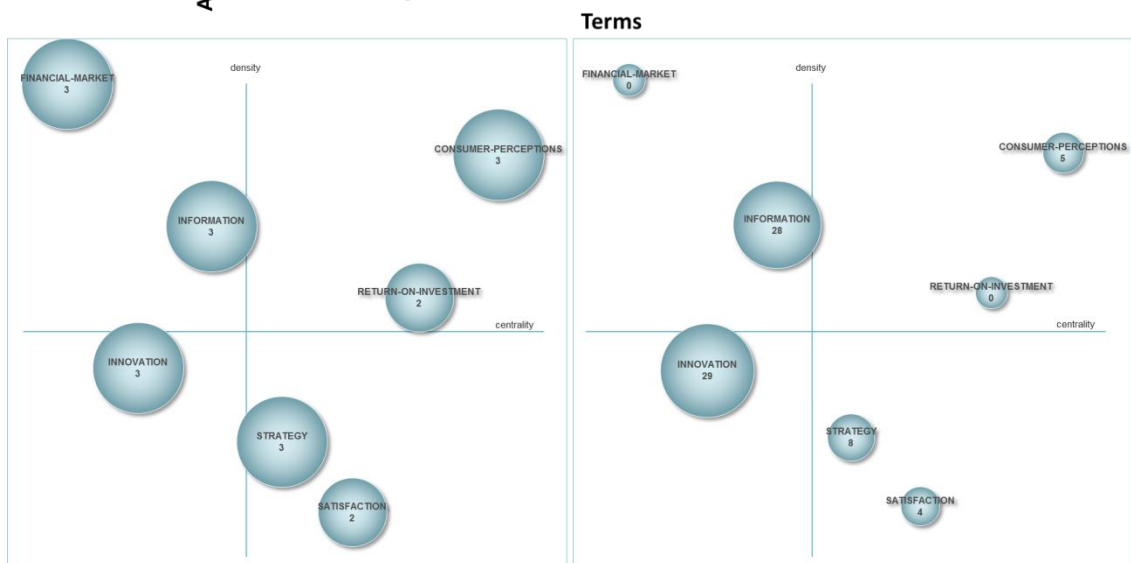 Terms
density
FINANCIAL-MARKET
3
CONSUMER-PERCEPTIONS
3
INFORMATION
3
RETURN-ON-INVESTMENT
2
centrality
INNOVATION
3
STRATEGY
3
SATISFACTION
2
density
FINANCIAL-MARKET
0
CONSUMER-PERCEPTIONS
5
INFORMATION
28
RETURN-ON-INVESTMENT
0
centrality
INNOVATION
29
STRATEGY
8
SATISFACTION
4